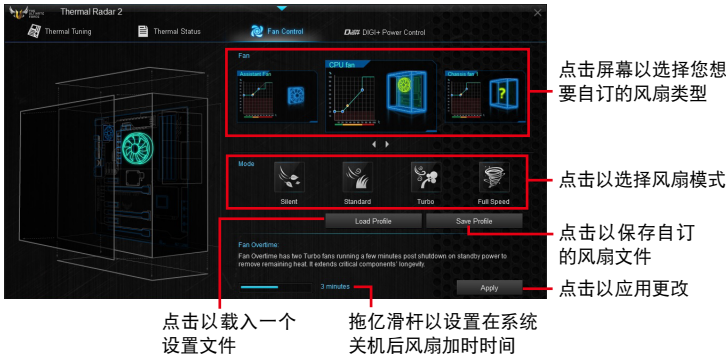 THE ULTIMATE FORCE
Thermal Radar 2
Thermal Tuning
Thermal Status
Fan Control
DIGI+ Power Control
Fan
Assistant Fan
CPU fan
Chassis fan 1
点击屏幕以选择您想
要自订的风扇类型
Mode
Silent
Standard
Turbo
Full Speed
点击以选择风扇模式
Load Profile
Save Profile
点击以保存自订
的风扇文件
Fan Overtime:
Fan Overtime has two Turbo fans running a few minutes post shutdown on standby power to
remove remaining heat. It extends critical components' longevity.
3 minutes
Apply
点击以应用更改
点击以载入一个
设置文件
拖亿滑杆以设置在系统
关机后风扇加时时间